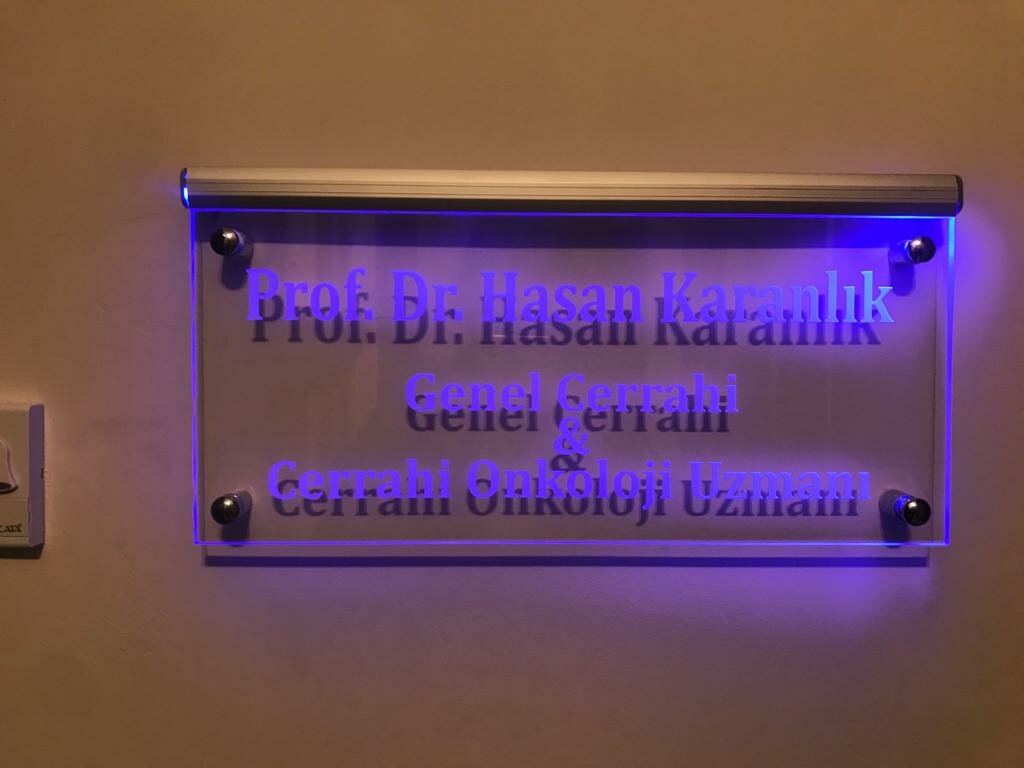 Prof. Dr. Hasan Karanlık
Genel Cerrahi
&
Cerrahi Onkoloji Uzmanı